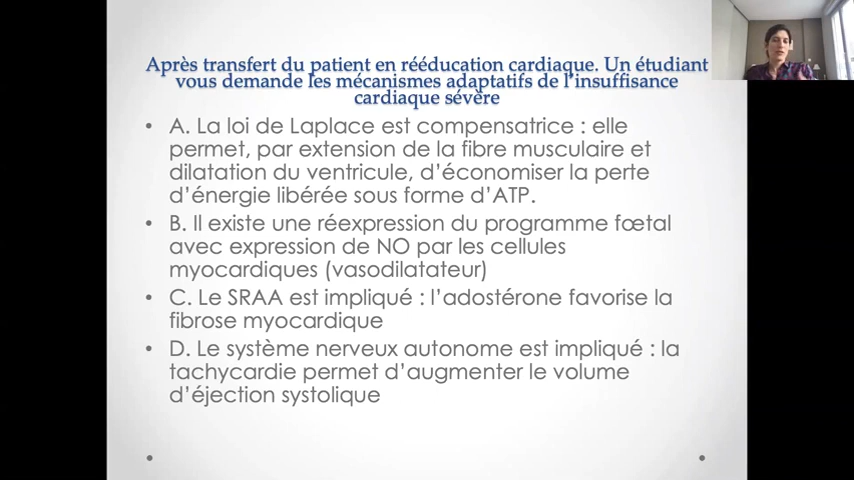 Après transfert du patient en rééducation cardiaque. Un étudiant
vous demande les mécanismes adaptatifs de l'insuffisance
cardiaque sévère
• A. La loi de Laplace est compensatrice : elle
permet, par extension de la fibre musculaire et
dilatation du ventricule, d'économiser la perte
d'énergie libérée sous forme d'ATP.
• B. Il existe une réexpression du programme fœtal
avec expression de NO par les cellules
myocardiques (vasodilatateur)
• C. Le SRAA est impliqué : l'adostérone favorise la
fibrose myocardique
• D. Le système nerveux autonome est impliqué : la
tachycardie permet d'augmenter le volume
d'éjection systolique